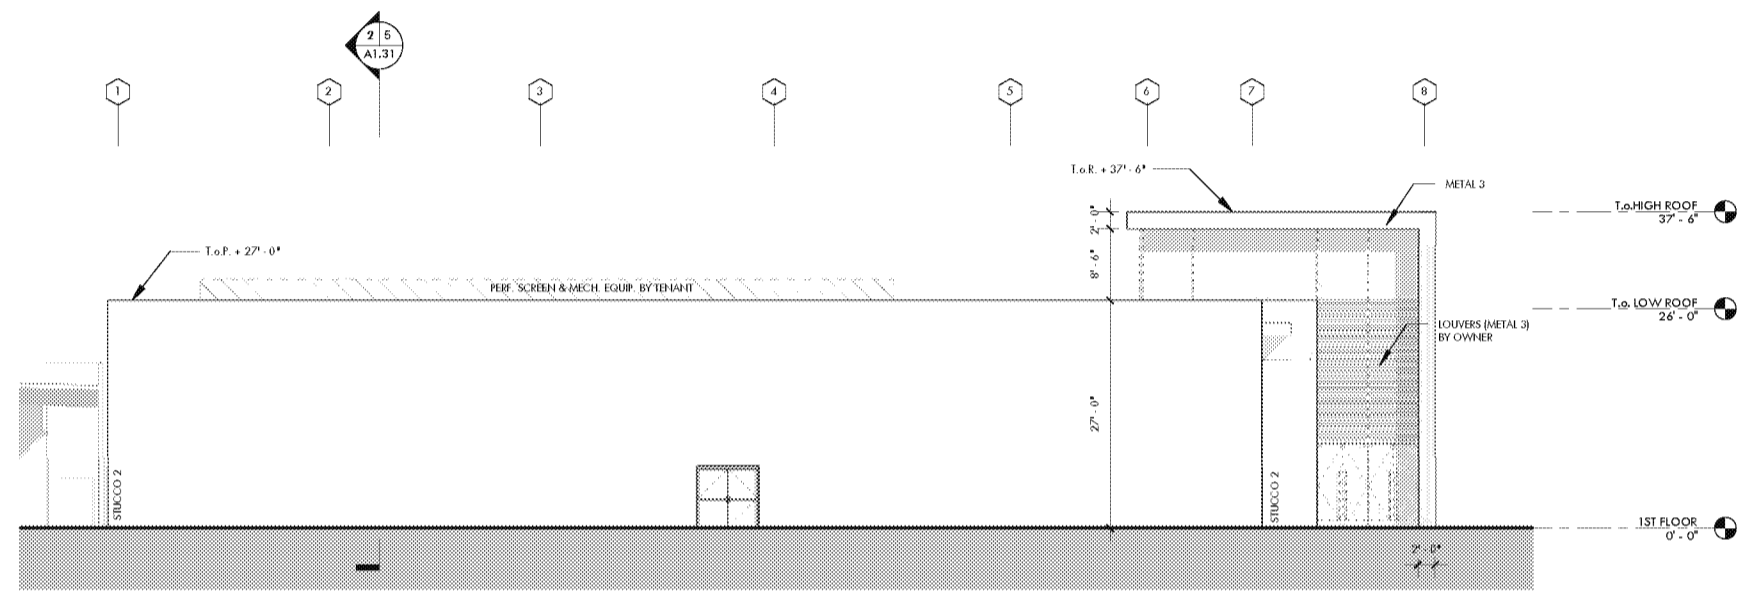 2 5
A1.31
1
2
3
4
5
6
7
8
T.o.R. + 37' - 6"
METAL 3
T.o.HIGH ROOF
37' - 6"
2' - 0"
T.o.P. + 27' - 0"
8' - 6"
PERF. SCREEN & MECH. EQUIP. BY TENANT
T.o. LOW ROOF
26' - 0"
LOUVERS (METAL 3)
BY OWNER
27' - 0"
STUCCO 2
STUCCO 2
1ST FLOOR
0' - 0"
2' - 0"